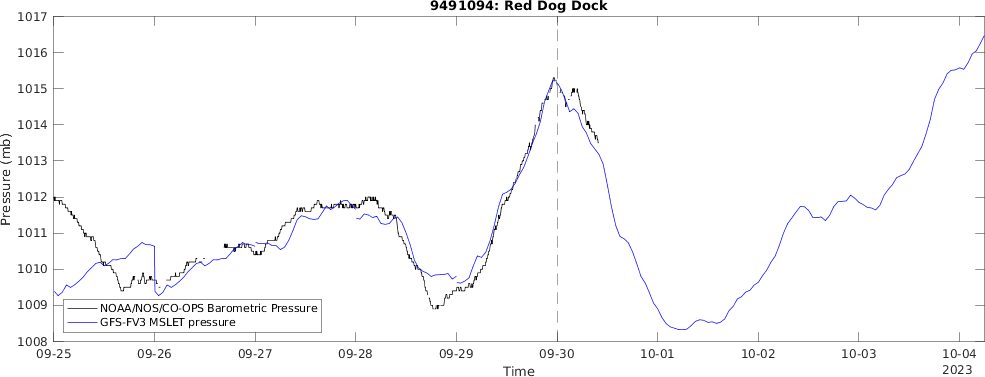 9491094: Red Dog Dock
1017
1016
1015
1014
1013
1012
1011
1010
1009
1008
Pressure (mb)
NOAA/NOS/CO-OPS Barometric Pressure
GFS-FV3 MSLET pressure
09-25 09-26 09-27 09-28 09-29 09-30 10-01 10-02 10-03 10-04
2023
Time